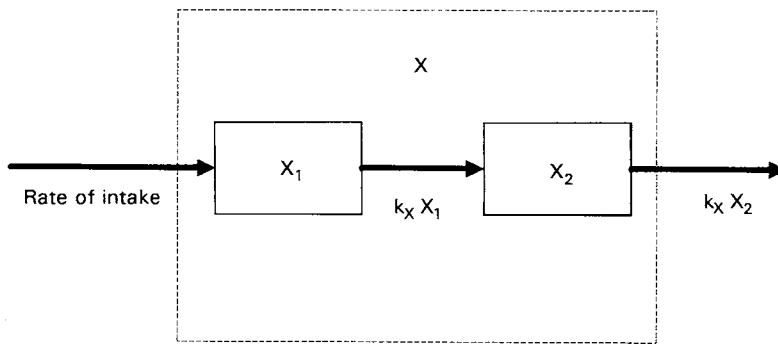 X
X₁
X₂
Rate of intake
kₓ X₁
kₓ X₂